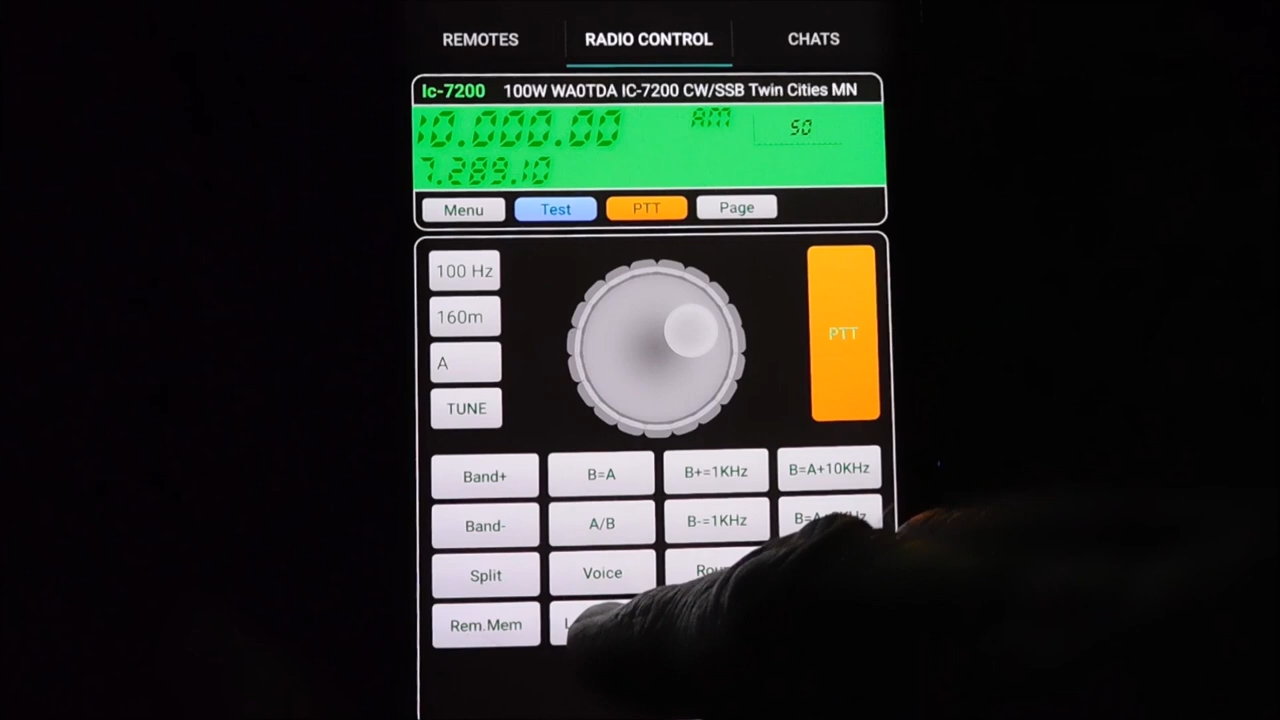 REMOTES RADIO CONTROL CHATS
Ic-7200 100W WA0TDA IC-7200 CW/SSB Twin Cities MN
10.000.00 AM S0
7.289.10
Menu Test PTT Page
100 Hz
160m
PTT
A
TUNE
Band+ B=A B+=1KHz B=A+10KHz
Band- A/B B-=1KHz
Split Voice
Rem.Mem